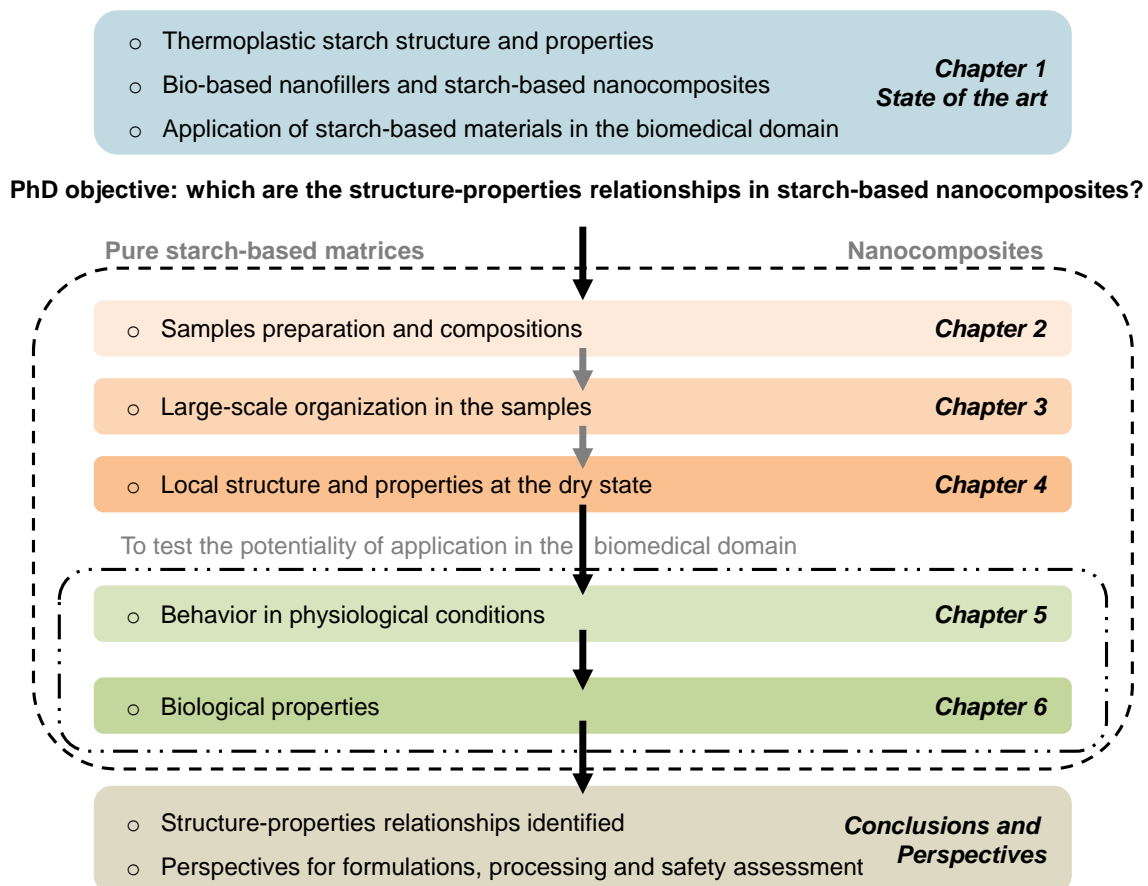 o Thermoplastic starch structure and properties
o Bio-based nanofillers and starch-based nanocomposites
o Application of starch-based materials in the biomedical domain
Chapter 1
State of the art
PhD objective: which are the structure-properties relationships in starch-based nanocomposites?
Pure starch-based matrices
Nanocomposites
o Samples preparation and compositions
Chapter 2
o Large-scale organization in the samples
Chapter 3
o Local structure and properties at the dry state
Chapter 4
To test the potentiality of application in the biomedical domain
o Behavior in physiological conditions
Chapter 5
o Biological properties
Chapter 6
o Structure-properties relationships identified
o Perspectives for formulations, processing and safety assessment
Conclusions and
Perspectives